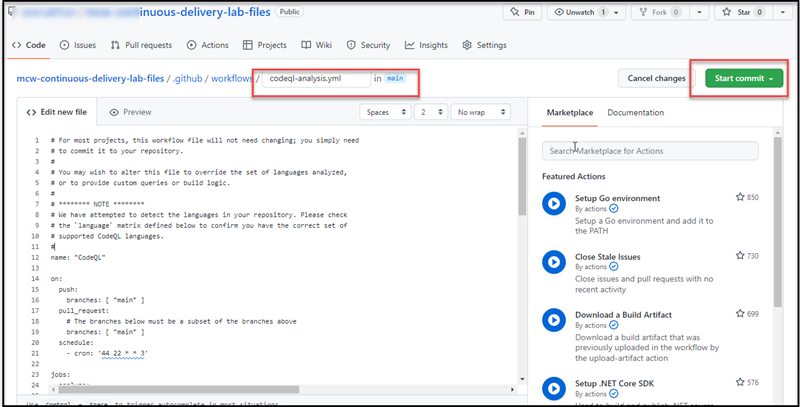 inuous-delivery-lab-files Public
Pin Unwatch 1 Fork 0 Star 0
Code Issues Pull requests Actions Projects Wiki Security Insights Settings
mcw-continuous-delivery-lab-files / .github / workflows / codeql-analysis.yml in main
Cancel changes Start commit
Edit new file Preview Spaces 2 No wrap
1 # For most projects, this workflow file will not need changing; you simply need
2 # to commit it to your repository.
3 #
4 # You may wish to alter this file to override the set of languages analyzed,
5 # or to provide custom queries or build logic.
6 #
7 # ******** NOTE ********
8 # We have attempted to detect the languages in your repository. Please check
9 # the `language` matrix defined below to confirm you have the correct set of
10 # supported CodeQL languages.
11 #
12 name: "CodeQL"
13
14 on:
15 push:
16 branches: [ "main" ]
17 pull_request:
18 # The branches below must be a subset of the branches above
19 branches: [ "main" ]
20 schedule:
21 - cron: '44 22 * * 3'
22
23 jobs:
24
Use Control + Space to trigger autocomplete in most situations.
Marketplace Documentation
Search Marketplace for Actions
Featured Actions
Setup Go environment 850
By actions
Setup a Go environment and add it to
the PATH
Close Stale Issues 730
By actions
Close issues and pull requests with no
recent activity
Download a Build Artifact 699
By actions
Download a build artifact that was
previously uploaded in the workflow by
the upload-artifact action
Setup .NET Core SDK 576
By actions